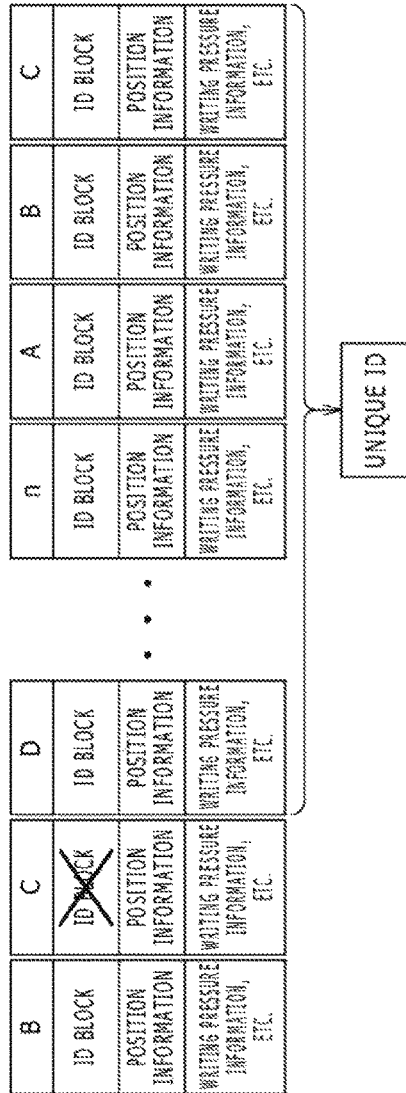 B
ID BLOCK
POSITION
INFORMATION
WRITING PRESSURE
INFORMATION,
ETC.
C
ID BLOCK
POSITION
INFORMATION
WRITING PRESSURE
INFORMATION,
ETC.
D
ID BLOCK
POSITION
INFORMATION
WRITING PRESSURE
INFORMATION,
ETC.
• • •
n
ID BLOCK
POSITION
INFORMATION
WRITING PRESSURE
INFORMATION,
ETC.
A
ID BLOCK
POSITION
INFORMATION
WRITING PRESSURE
INFORMATION,
ETC.
B
ID BLOCK
POSITION
INFORMATION
WRITING PRESSURE
INFORMATION,
ETC.
C
ID BLOCK
POSITION
INFORMATION
WRITING PRESSURE
INFORMATION,
ETC.
UNIQUE ID